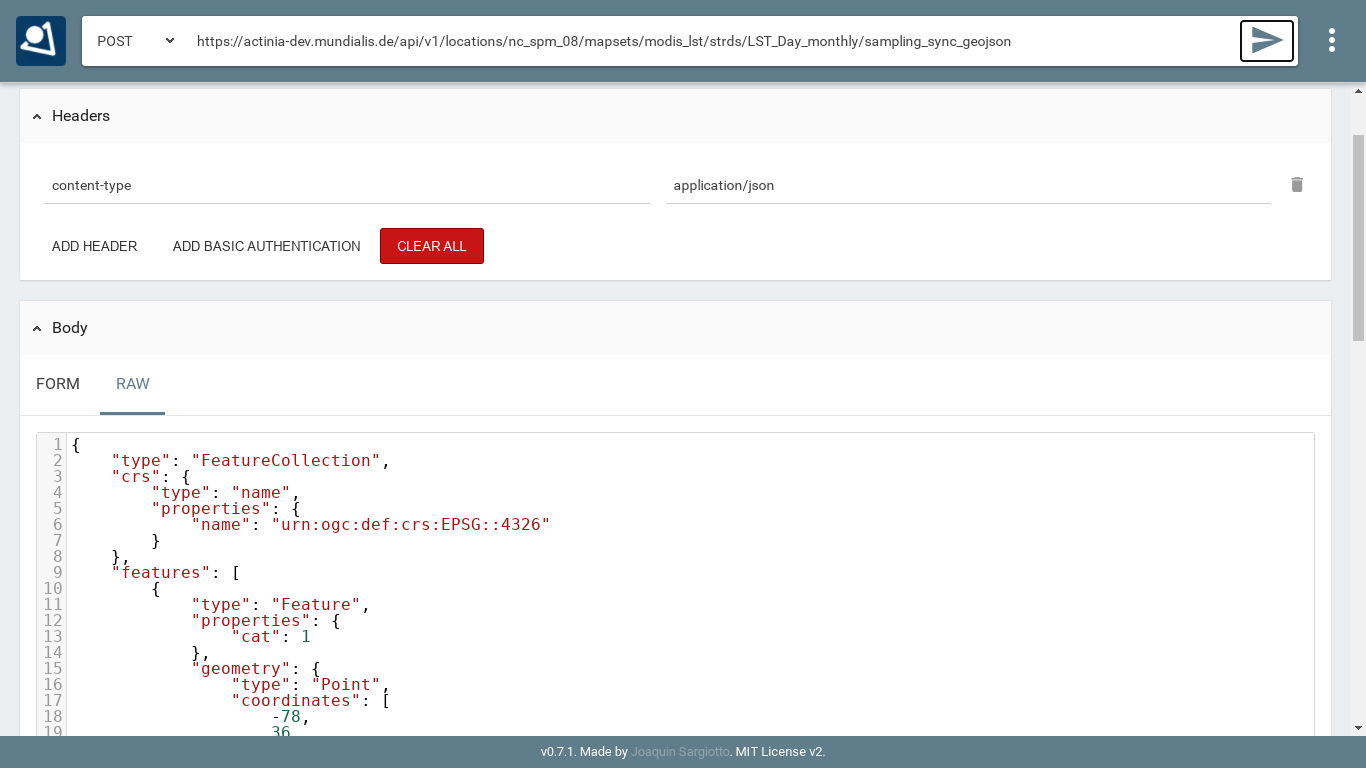 POST https://actinia-dev.mundialis.de/api/v1/locations/nc_spm_08/mapsets/modis_lst/strds/LST_Day_monthly/sampling_sync_geojson
Headers
content-type application/json
ADD HEADER ADD BASIC AUTHENTICATION CLEAR ALL
Body
FORM RAW
1 {
2     "type": "FeatureCollection",
3     "crs": {
4         "type": "name",
5         "properties": {
6             "name": "urn:ogc:def:crs:EPSG::4326"
7         }
8     },
9     "features": [
10         {
11             "type": "Feature",
12             "properties": {
13                 "cat": 1
14             },
15             "geometry": {
16                 "type": "Point",
17                 "coordinates": [
18                     -78,
19                     36
v0.7.1. Made by Joaquin Sargiotto. MIT License v2.